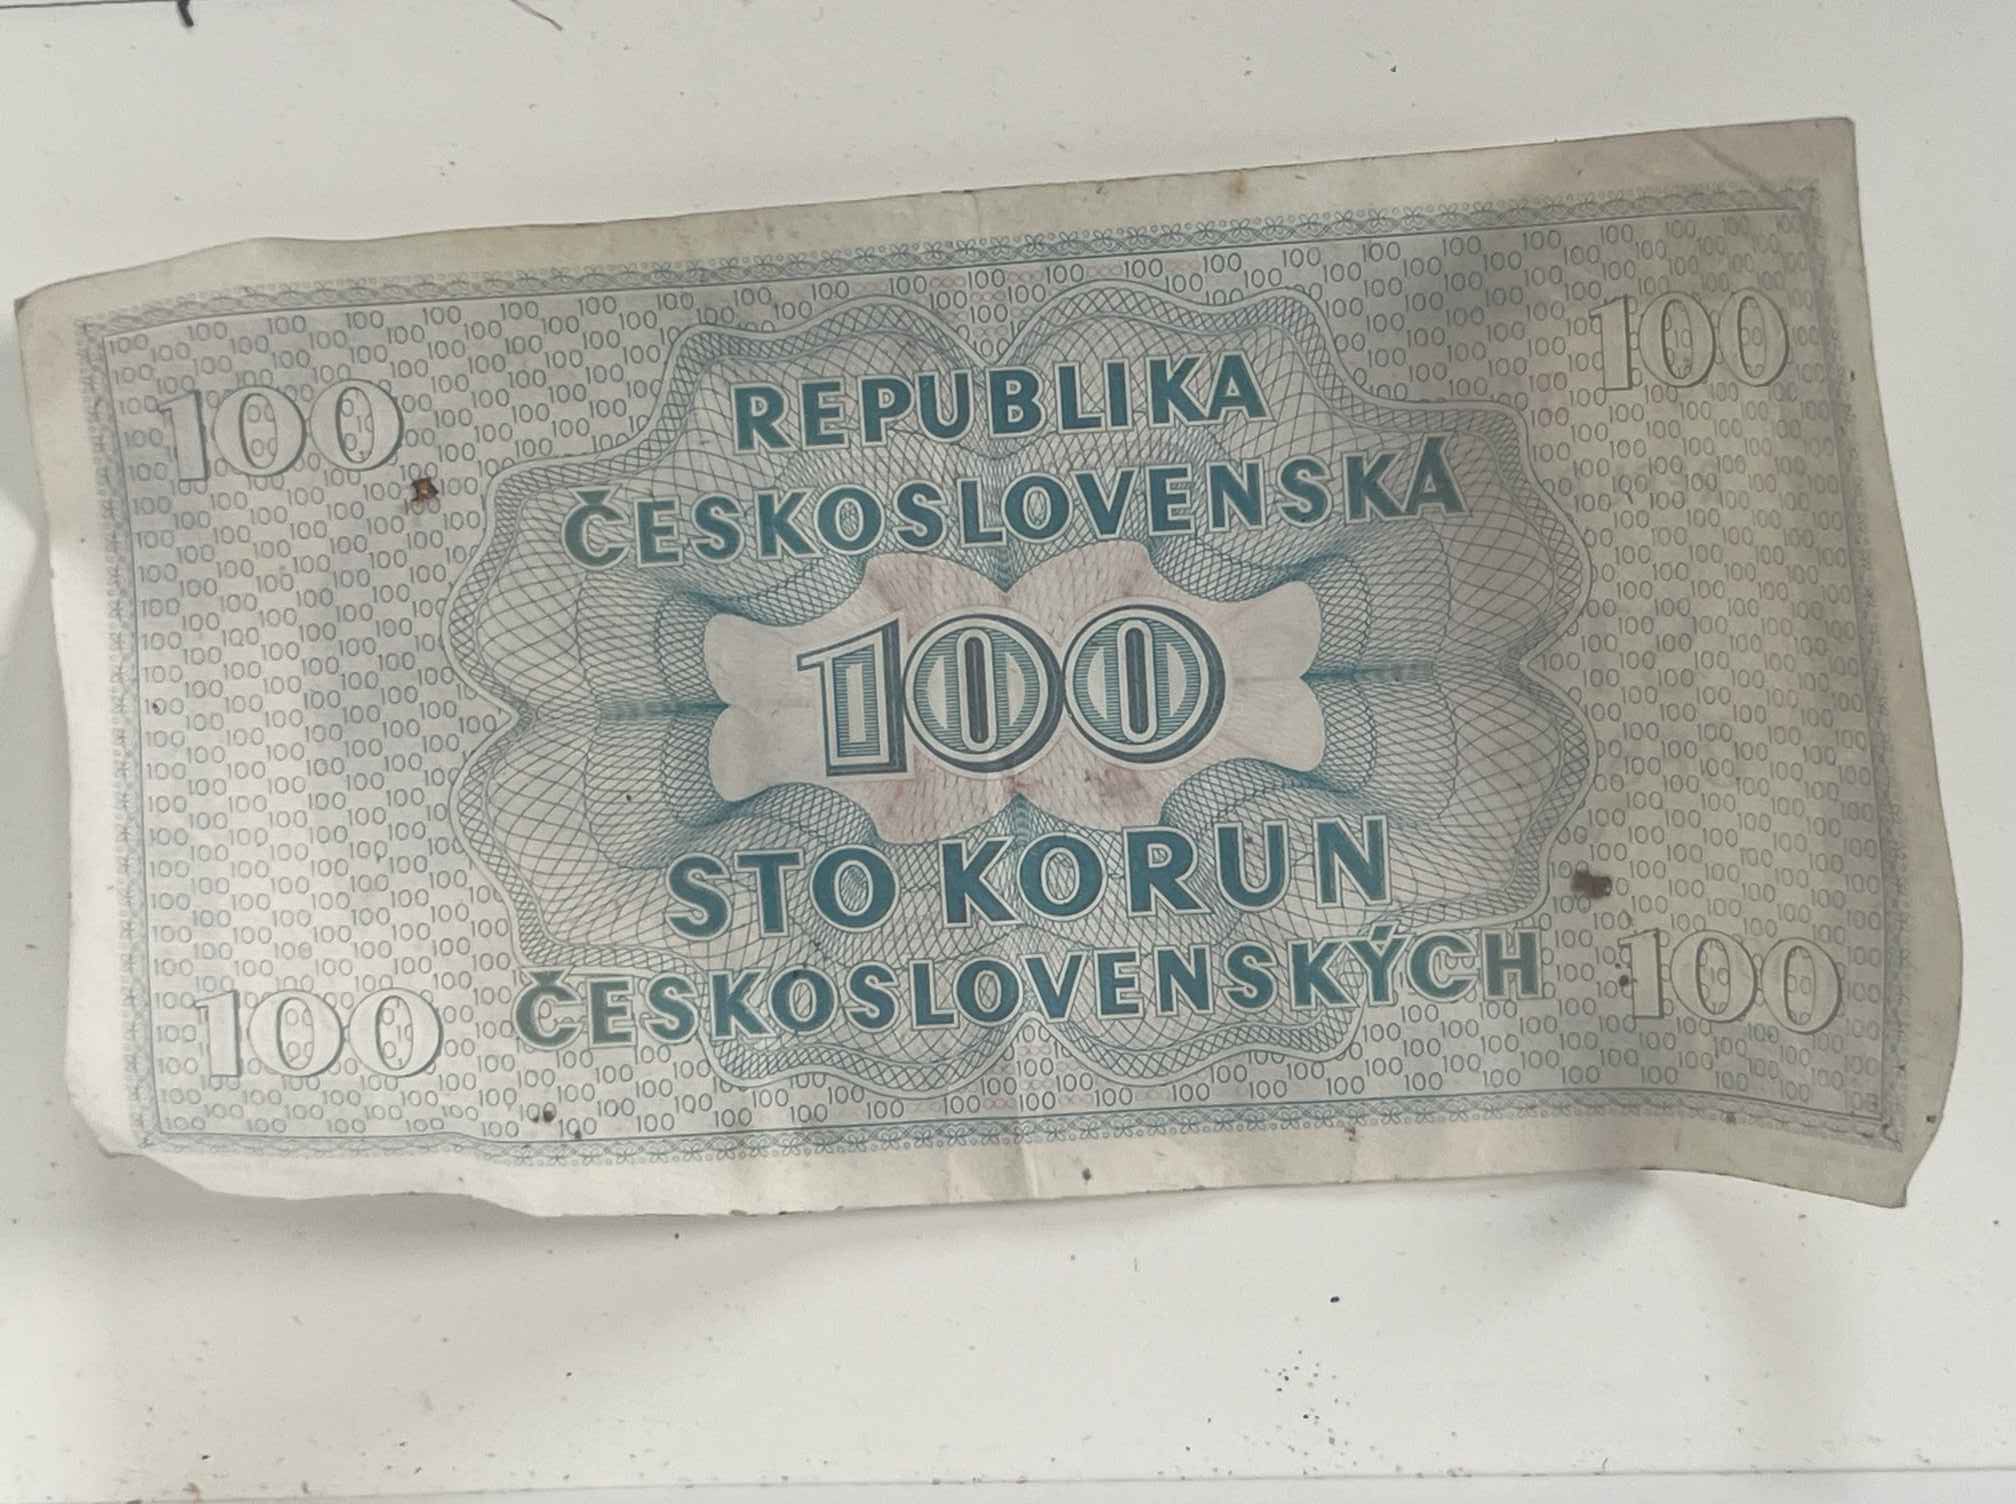 100 100
REPUBLIKA
ČESKOSLOVENSKÁ
100
STO KORUN
ČESKOSLOVENSKÝCH
100 100